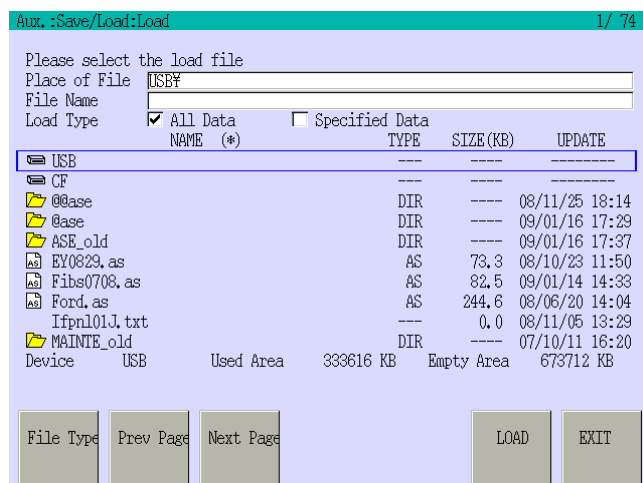 Aux.:Save/Load:Load 1/ 74
Please select the load file
Place of File USB¥
File Name
Load Type All Data Specified Data
NAME (*) TYPE SIZE(KB) UPDATE
USB --- ---- --------
CF --- ---- --------
@@ase DIR ---- 08/11/25 18:14
@ase DIR ---- 09/01/16 17:29
ASE_old DIR ---- 09/01/16 17:37
AS EY0829.as AS 73.3 08/10/23 11:50
AS Fibs0708.as AS 82.5 09/01/14 14:33
AS Ford.as AS 244.6 08/06/20 14:04
Ifpnl01J.txt --- 0.0 08/11/05 13:29
MAINTE_old DIR ---- 07/10/11 16:20
Device USB Used Area 333616 KB Empty Area 673712 KB
File Type Prev Page Next Page LOAD EXIT